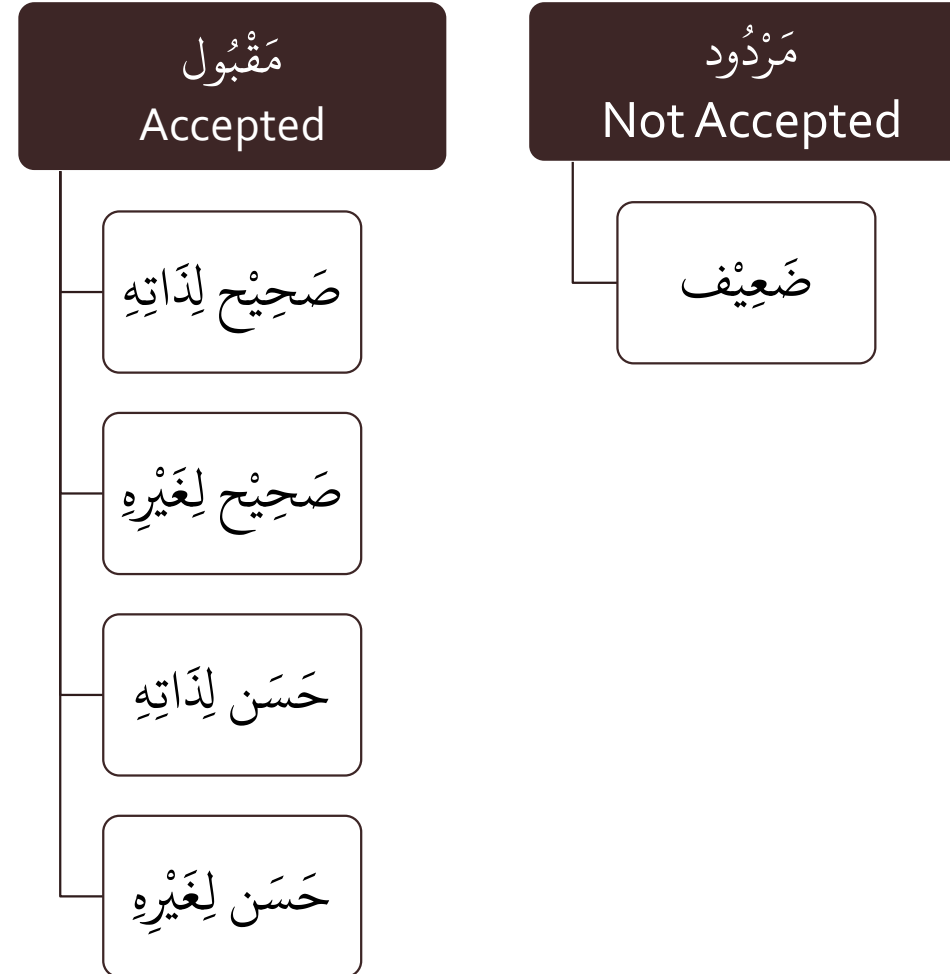 مَقْبُول
Accepted
صَحِيْح لِذَاتِهِ
صَحِيْح لِغَيْرِهِ
حَسَن لِذَاتِهِ
حَسَن لِغَيْرِهِ
مَرْدُود
Not Accepted
ضَعِيْف